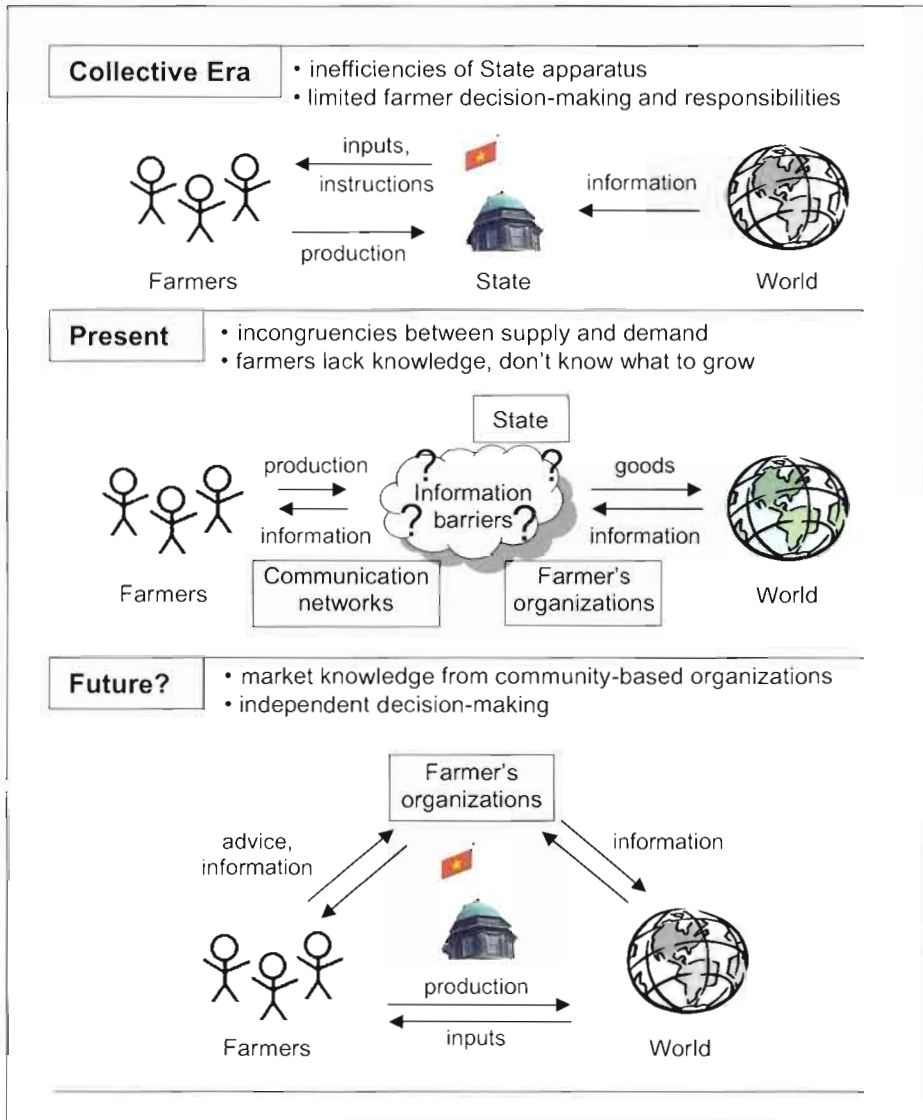 Collective Era
• inefficiencies of State apparatus
• limited farmer decision-making and responsibilities
inputs,
instructions
information
production
Farmers
State
World
Present
• incongruencies between supply and demand
• farmers lack knowledge, don't know what to grow
State
production
goods
?
?
Information
barriers
?
?
information
information
Communication
networks
Farmer's
organizations
Farmers
World
Future?
• market knowledge from community-based organizations
• independent decision-making
Farmer's
organizations
advice,
information
information
production
inputs
Farmers
World